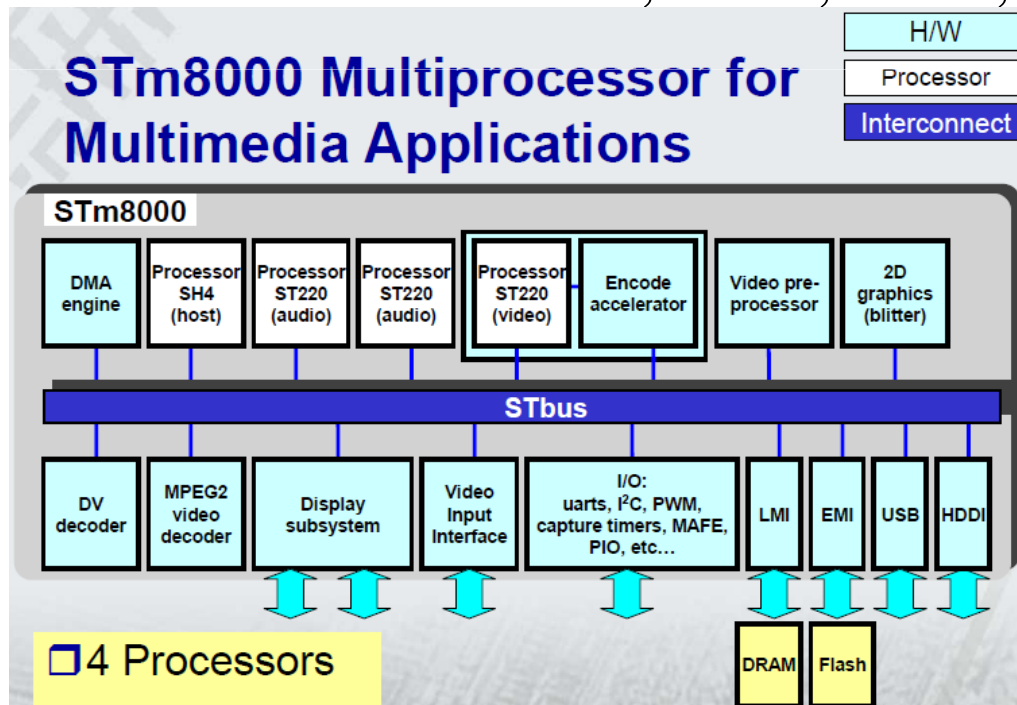 H/W
STm8000 Multiprocessor for
Multimedia Applications
Processor
Interconnect
STm8000
DMA
engine
Processor
SH4
(host)
Processor
ST220
(audio)
Processor
ST220
(audio)
Processor
ST220
(video)
Encode
accelerator
Video pre-
processor
2D
graphics
(blitter)
STbus
DV
decoder
MPEG2
video
decoder
Display
subsystem
Video
Input
Interface
I/O:
uarts, I²C, PWM,
capture timers, MAFE,
PIO, etc…
LMI
EMI
USB
HDDI
❒4 Processors
DRAM
Flash